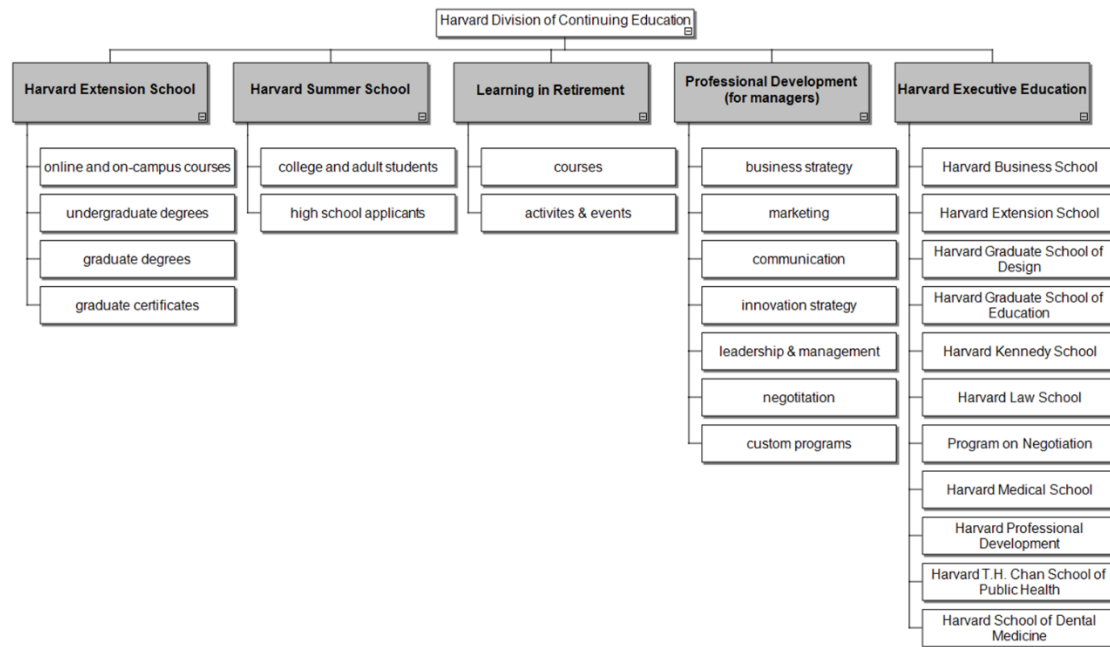 Harvard Division of Continuing Education
Harvard Extension School
online and on-campus courses
undergraduate degrees
graduate degrees
graduate certificates
Harvard Summer School
college and adult students
high school applicants
Learning in Retirement
courses
activites & events
Professional Development
(for managers)
business strategy
marketing
communication
innovation strategy
leadership & management
negotitation
custom programs
Harvard Executive Education
Harvard Business School
Harvard Extension School
Harvard Graduate School of
Design
Harvard Graduate School of
Education
Harvard Kennedy School
Harvard Law School
Program on Negotiation
Harvard Medical School
Harvard Professional
Development
Harvard T.H. Chan School of
Public Health
Harvard School of Dental
Medicine